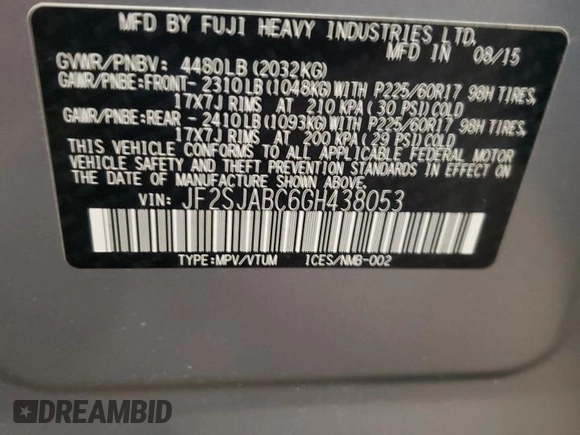 MFD BY FUJI HEAVY INDUSTRIES LTD.
MFD IN 08/15
GVWR/PNBV: 4480LB (2032KG)
GAWR/PNBE:FRONT-2310LB(1048KG)WITH P225/60R17 98H TIRES,
17X7J RIMS AT 210 KPA(30 PSI)COLD
GAWR/PNBE:REAR -2410LB(1093KG)WITH P225/60R17 98H TIRES,
17X7J RIMS AT 200 KPA(29 PSI)COLD
THIS VEHICLE CONFORMS TO ALL APPLICABLE FEDERAL MOTOR
VEHICLE SAFETY AND THEFT PREVENTION STANDARDS IN EFFECT ON
THE DATE OF MANUFACTURE SHOWN ABOVE.
VIN: JF2SJABC6GH438053
TYPE:MPV/VTUM ICES/NMB-002
DREAMBID